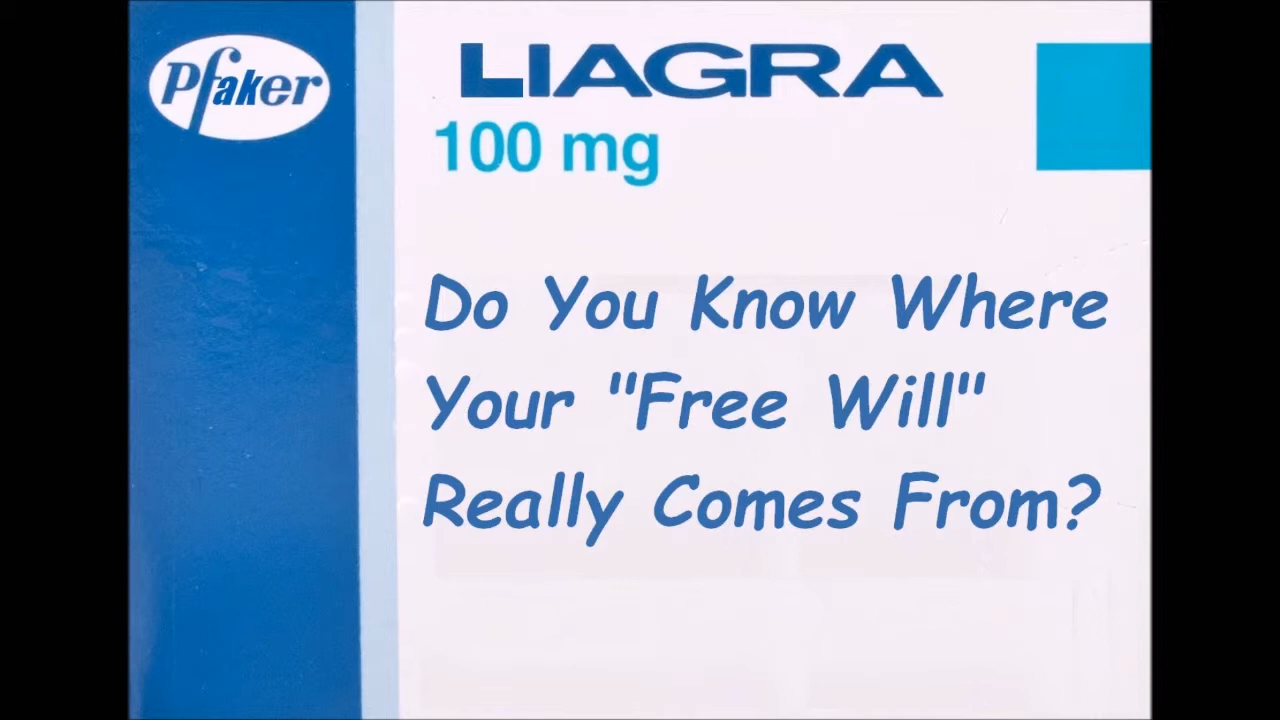 Pfaker
LIAGRA
100 mg
Do You Know Where
Your "Free Will"
Really Comes From?